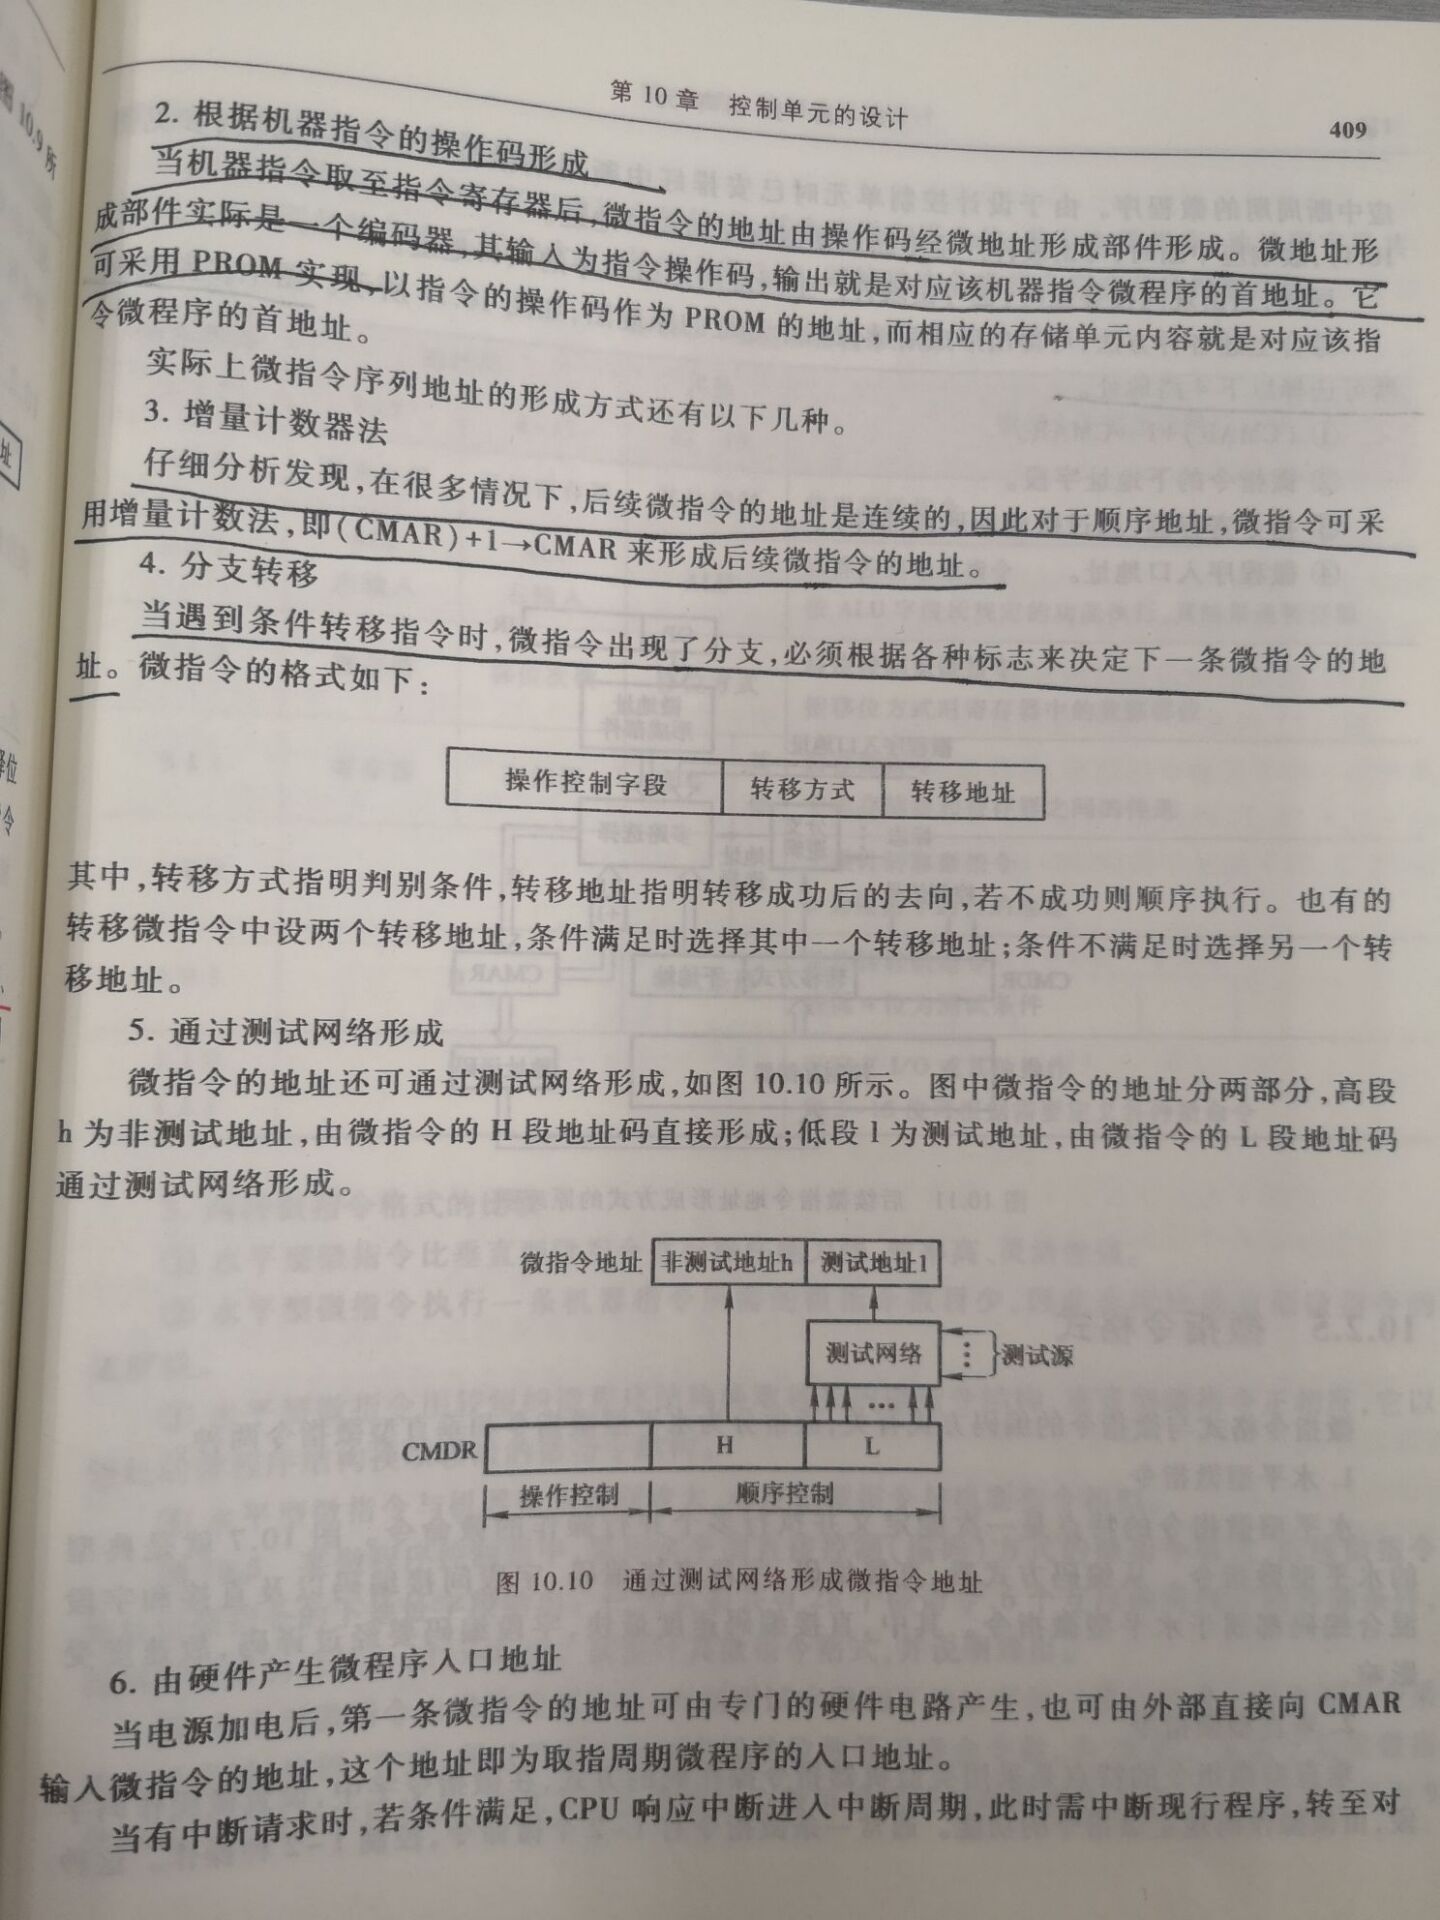 第 10 章 控制单元的设计
409
2. 根据机器指令的操作码形成
当机器指令取至指令寄存器后,微指令的地址由操作码经微地址形成部件形成。微地址形
成部件实际是一个编码器,其输入为指令操作码,输出就是对应该机器指令微程序的首地址。它
可采用 PROM 实现,以指令的操作码作为 PROM 的地址,而相应的存储单元内容就是对应该指
令微程序的首地址。
实际上微指令序列地址的形成方式还有以下几种。
3. 增量计数器法
仔细分析发现,在很多情况下,后续微指令的地址是连续的,因此对于顺序地址,微指令可采
用增量计数法,即(CMAR)+1→CMAR 来形成后续微指令的地址。
4. 分支转移
当遇到条件转移指令时,微指令出现了分支,必须根据各种标志来决定下一条微指令的地
址。微指令的格式如下:
操作控制字段 转移方式 转移地址
其中,转移方式指明判别条件,转移地址指明转移成功后的去向,若不成功则顺序执行。也有的
转移微指令中设两个转移地址,条件满足时选择其中一个转移地址;条件不满足时选择另一个转
移地址。
5. 通过测试网络形成
微指令的地址还可通过测试网络形成,如图 10.10 所示。图中微指令的地址分两部分,高段
h 为非测试地址,由微指令的 H 段地址码直接形成;低段 l 为测试地址,由微指令的 L 段地址码
通过测试网络形成。
微指令地址 非测试地址h 测试地址l
测试网络 测试源
CMDR H L
操作控制 顺序控制
图 10.10 通过测试网络形成微指令地址
6. 由硬件产生微程序入口地址
当电源加电后,第一条微指令的地址可由专门的硬件电路产生,也可由外部直接向 CMAR
输入微指令的地址,这个地址即为取指周期微程序的入口地址。
当有中断请求时,若条件满足,CPU 响应中断进入中断周期,此时需中断现行程序,转至对